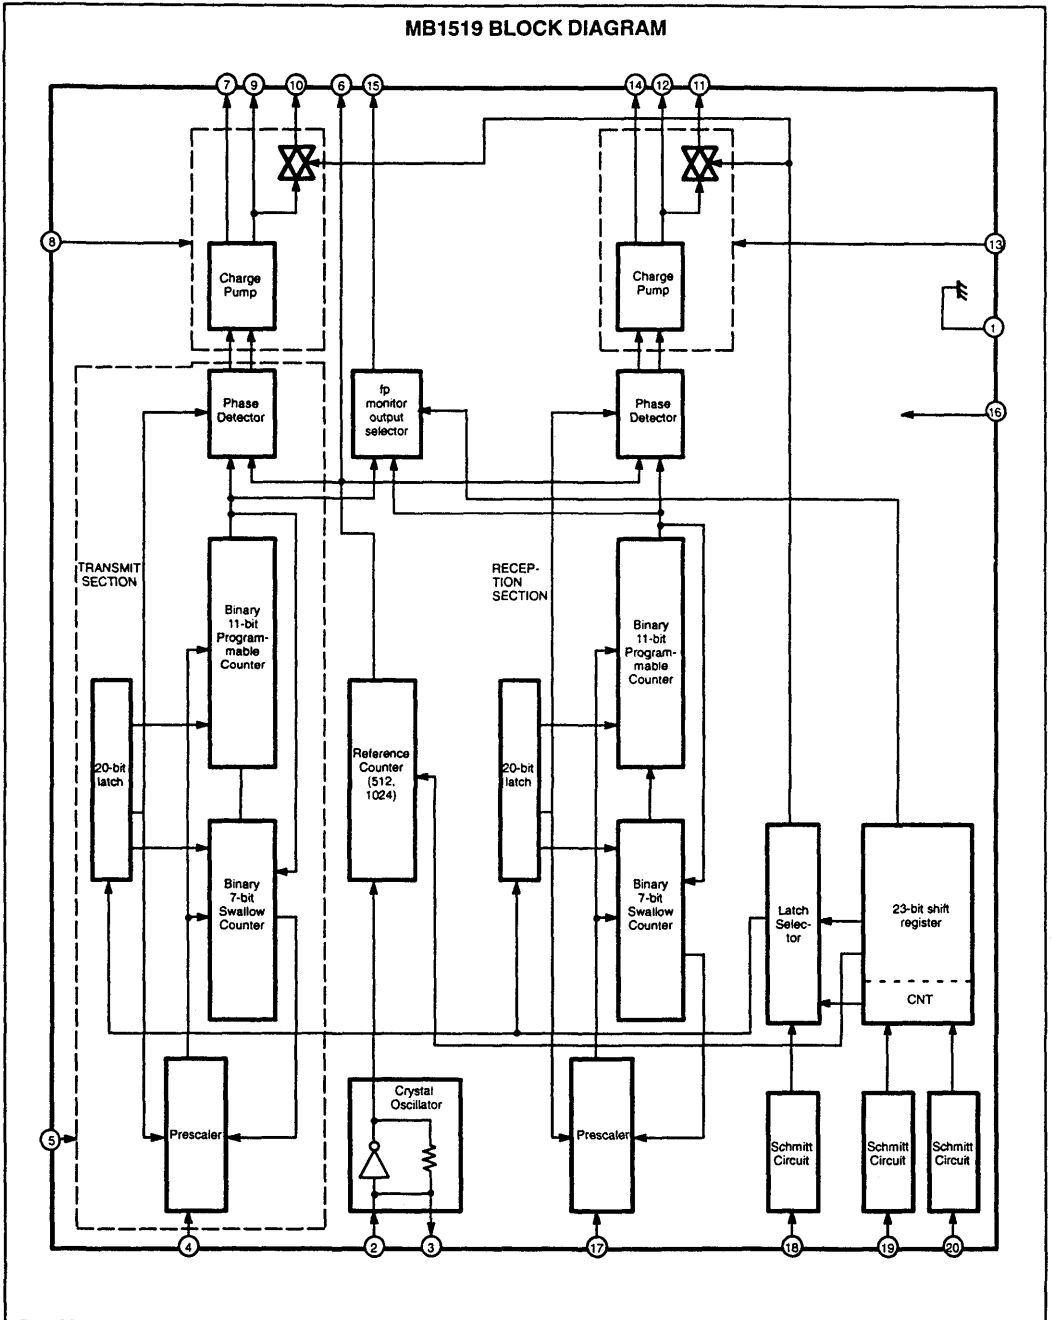 MB1519 BLOCK DIAGRAM
7
9
10
6
15
14
12
11
8
13
Charge
Pump
Charge
Pump
1
Phase
Detector
fp
monitor
output
selector
Phase
Detector
16
TRANSMIT
SECTION
RECEP-
TION
SECTION
Binary
11-bit
Program-
mable
Counter
Binary
11-bit
Program-
mable
Counter
20-bit
latch
Reference
Counter
(512,
1024)
20-bit
latch
Binary
7-bit
Swallow
Counter
Binary
7-bit
Swallow
Counter
Latch
Selec-
tor
23-bit shift
register
CNT
Crystal
Oscillator
5
Prescaler
Prescaler
Schmitt
Circuit
Schmitt
Circuit
Schmitt
Circuit
4
2
3
17
18
19
20